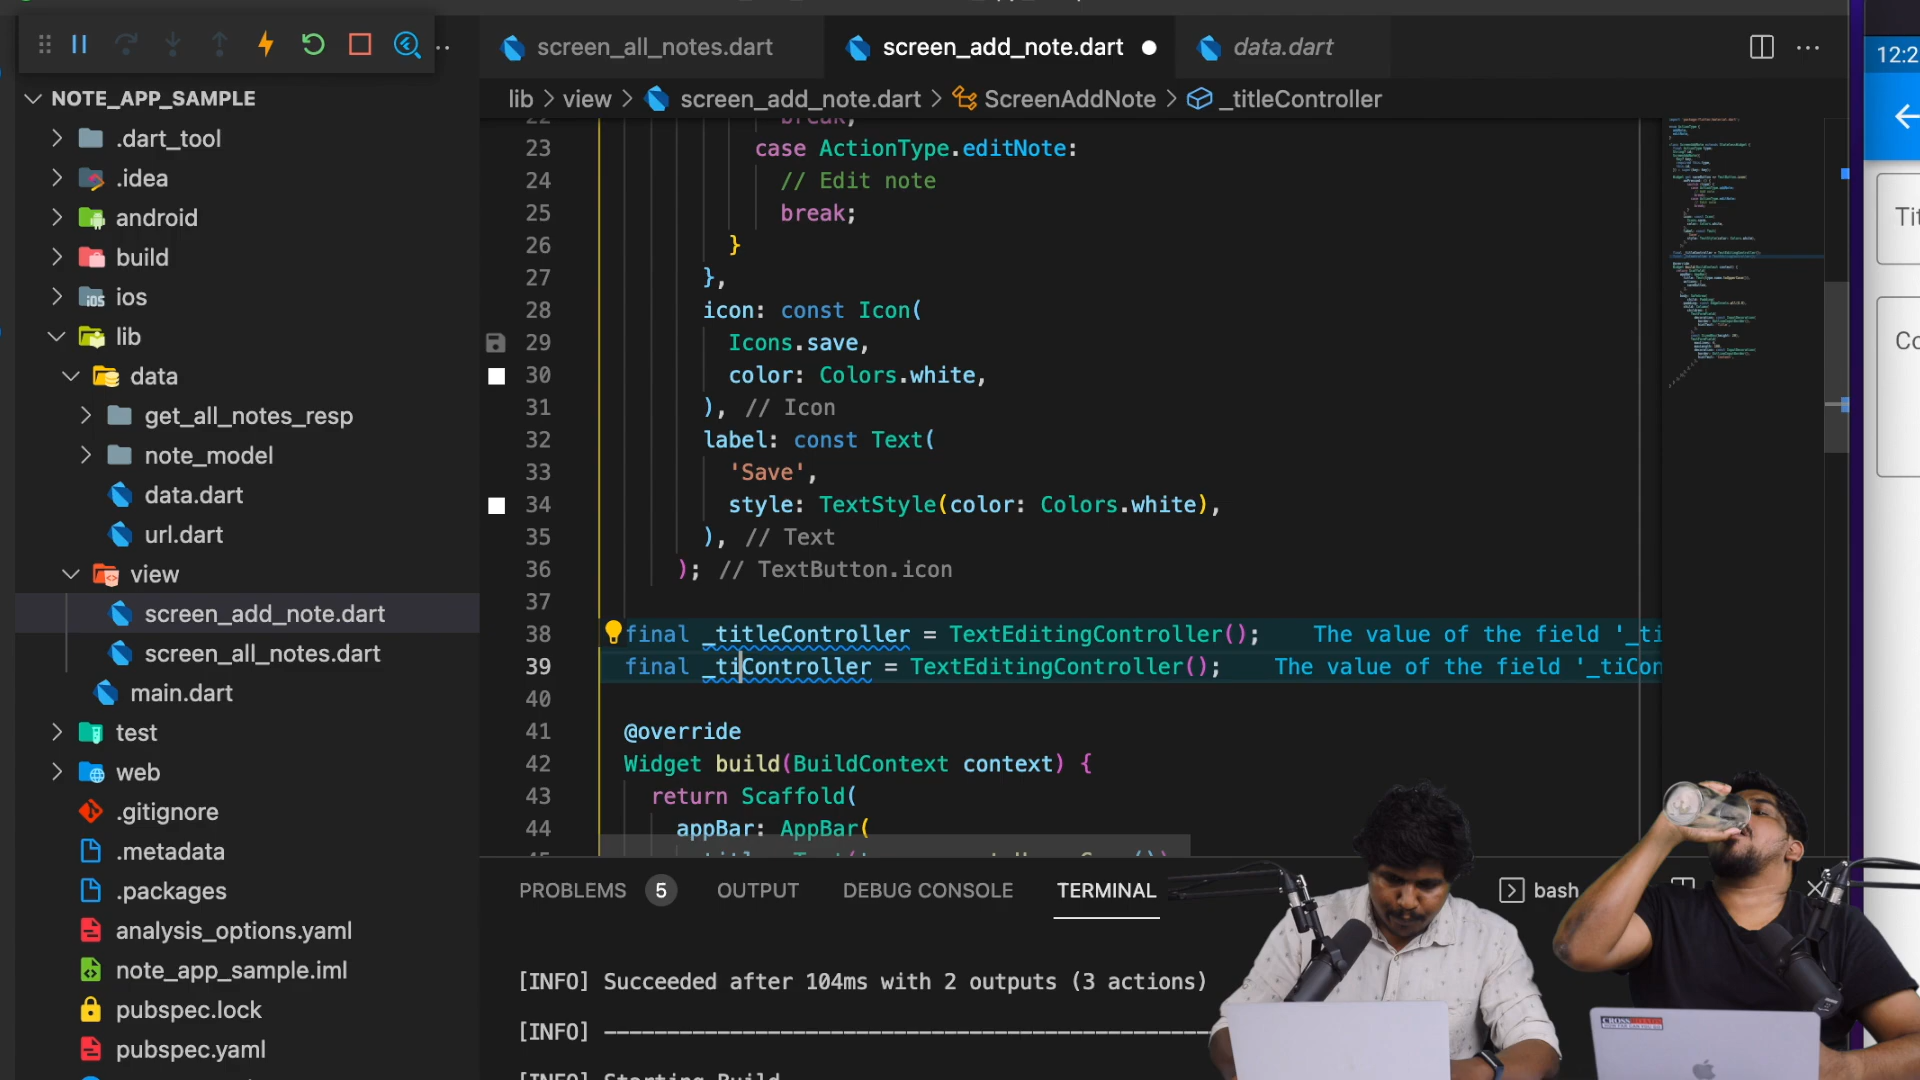 screen_all_notes.dart
screen_add_note.dart
data.dart
12:2
NOTE_APP_SAMPLE
lib > view > screen_add_note.dart > ScreenAddNote > _titleController
.dart_tool
.idea
android
build
ios
lib
data
get_all_notes_resp
note_model
data.dart
url.dart
view
screen_add_note.dart
screen_all_notes.dart
main.dart
test
web
.gitignore
.metadata
.packages
analysis_options.yaml
note_app_sample.iml
pubspec.lock
pubspec.yaml
22 break;
23 case ActionType.editNote:
24 // Edit note
25 break;
26 }
27 },
28 icon: const Icon(
29 Icons.save,
30 color: Colors.white,
31 ), // Icon
32 label: const Text(
33 'Save',
34 style: TextStyle(color: Colors.white),
35 ), // Text
36 ); // TextButton.icon
37
38 final _titleController = TextEditingController(); The value of the field '_ti
39 final _tiController = TextEditingController(); The value of the field '_tiCon
40
41 @override
42 Widget build(BuildContext context) {
43 return Scaffold(
44 appBar: AppBar(
Tit
Co
PROBLEMS 5 OUTPUT DEBUG CONSOLE TERMINAL bash
[INFO] Succeeded after 104ms with 2 outputs (3 actions)
[INFO] ------------------------------------------------
[INFO] Starting Build